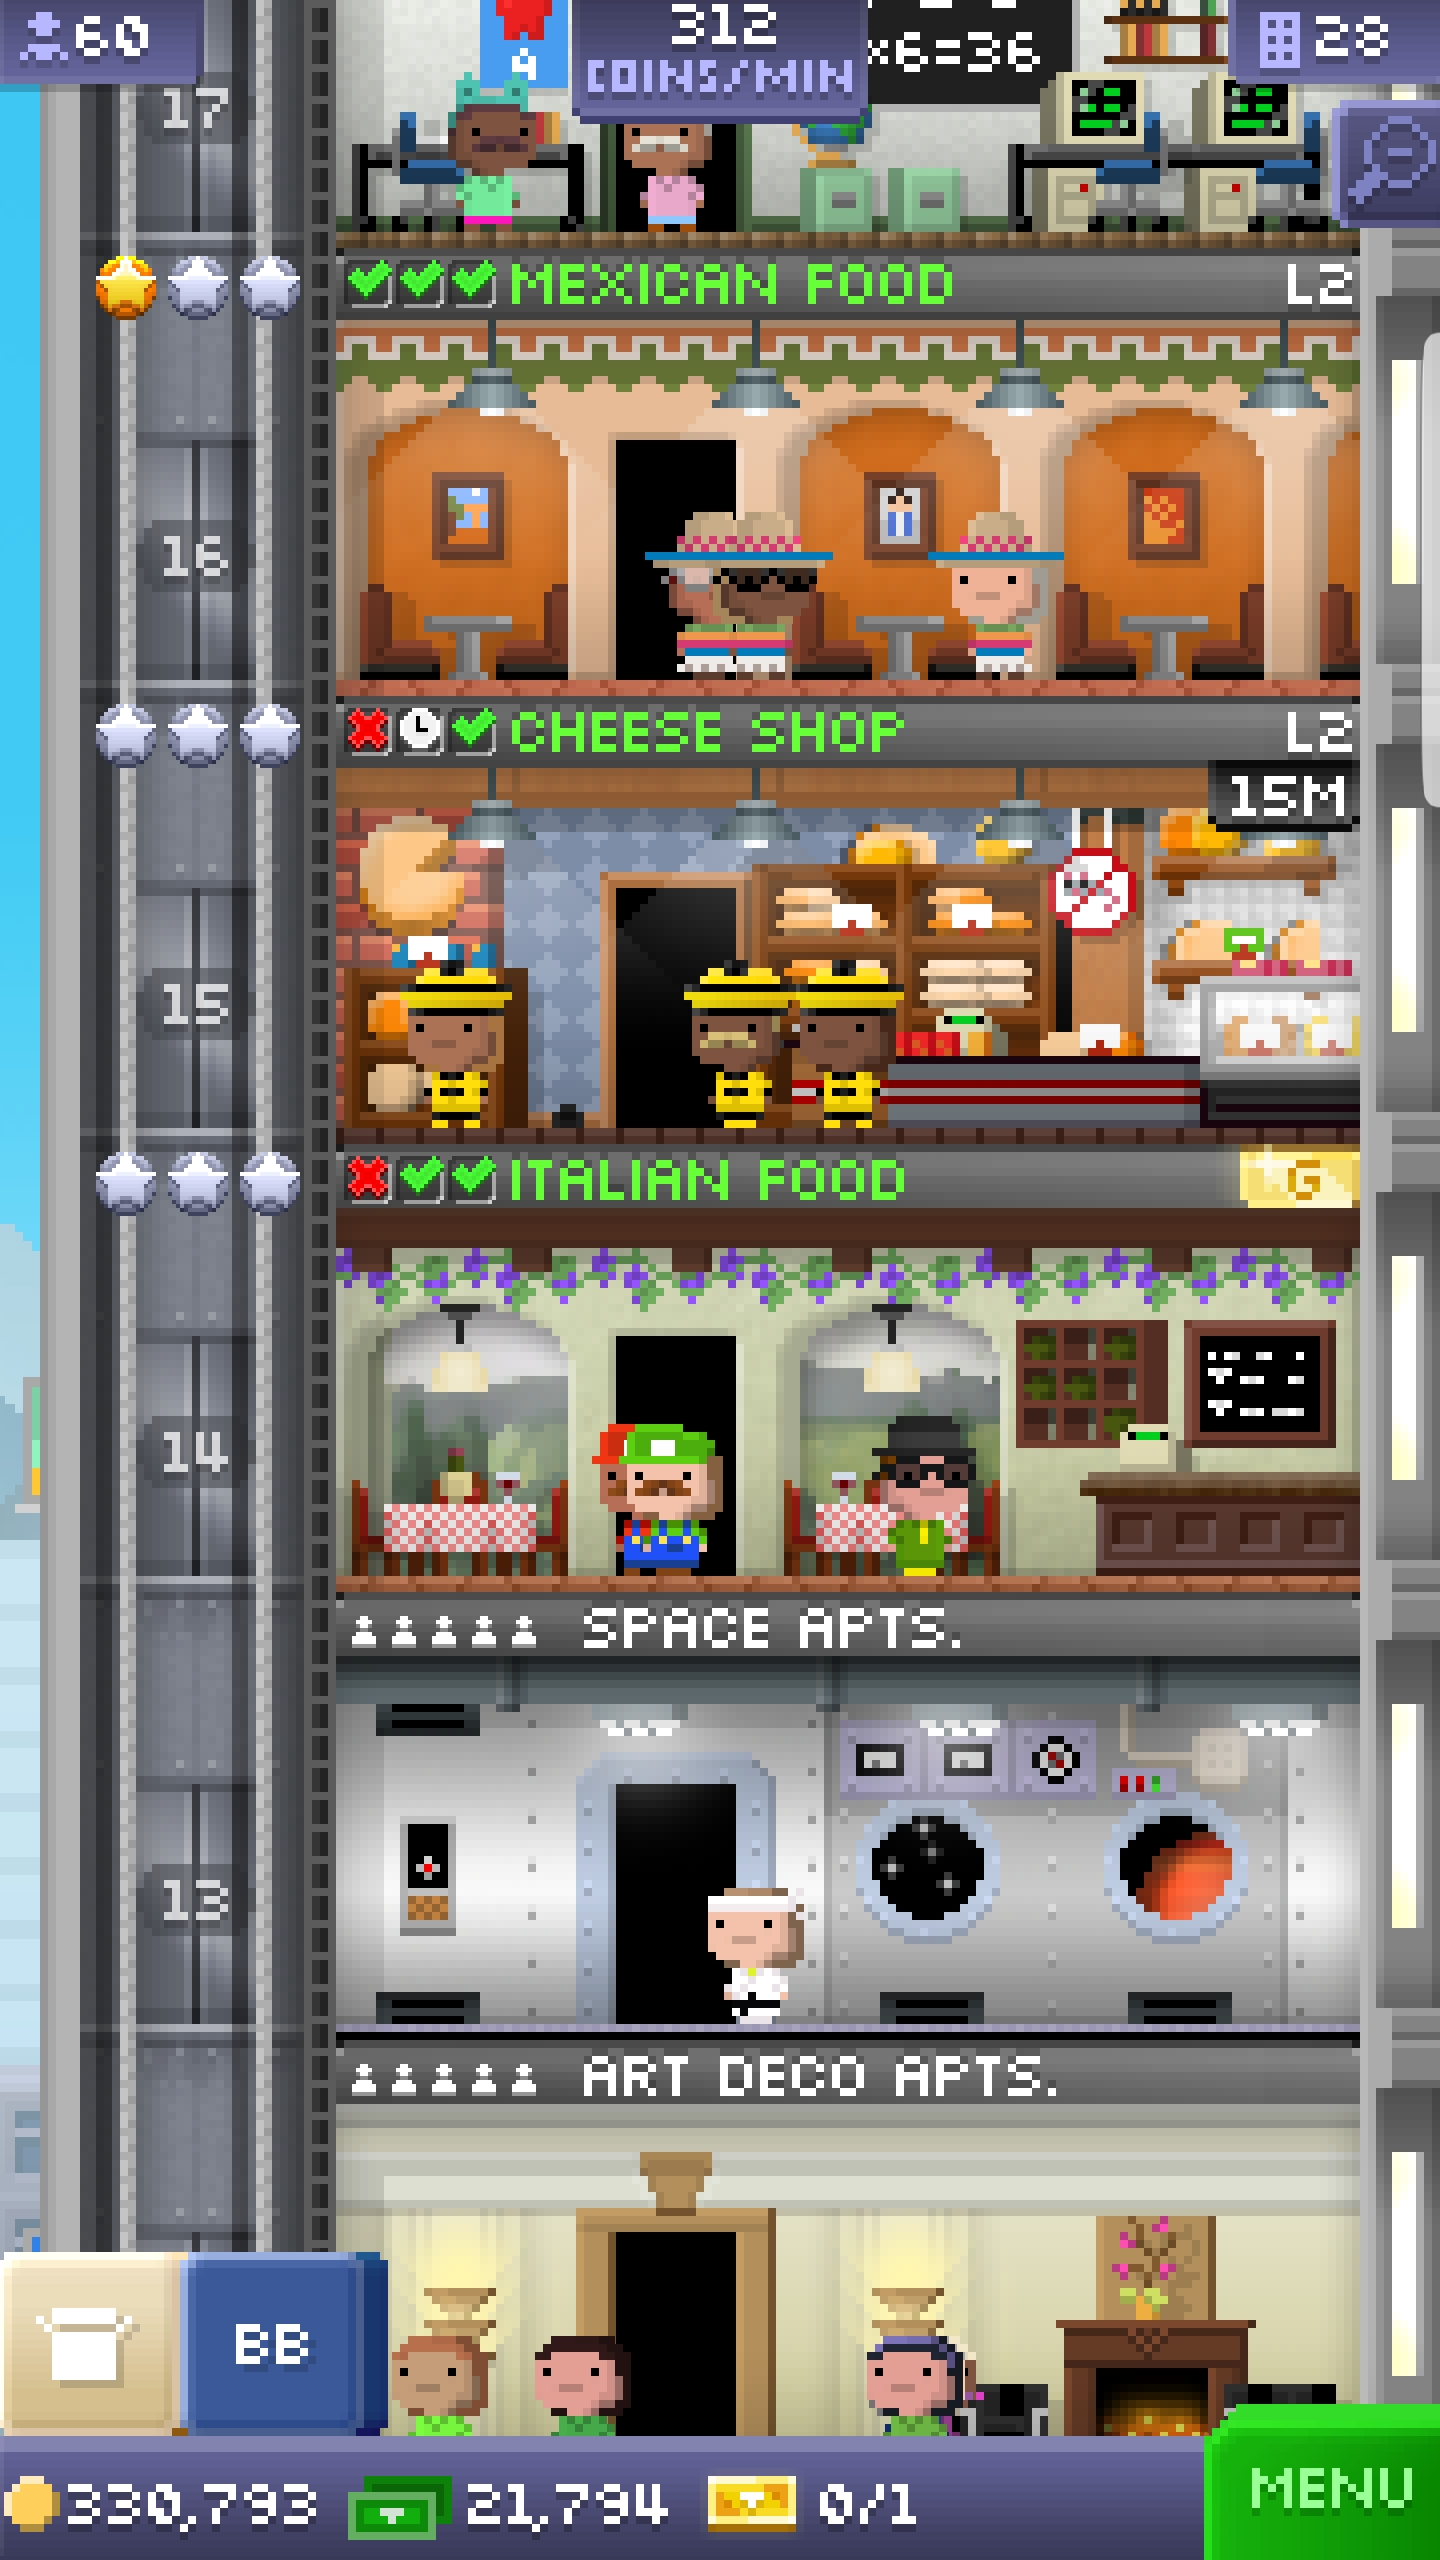 60
312
COINS/MIN
×6=36
28
A
17
MEXICAN FOOD
L2
16
CHEESE SHOP
L2
15M
15
ITALIAN FOOD
G
14
SPACE APTS.
13
ART DECO APTS.
BB
330,793
21,794
0/1
MENU